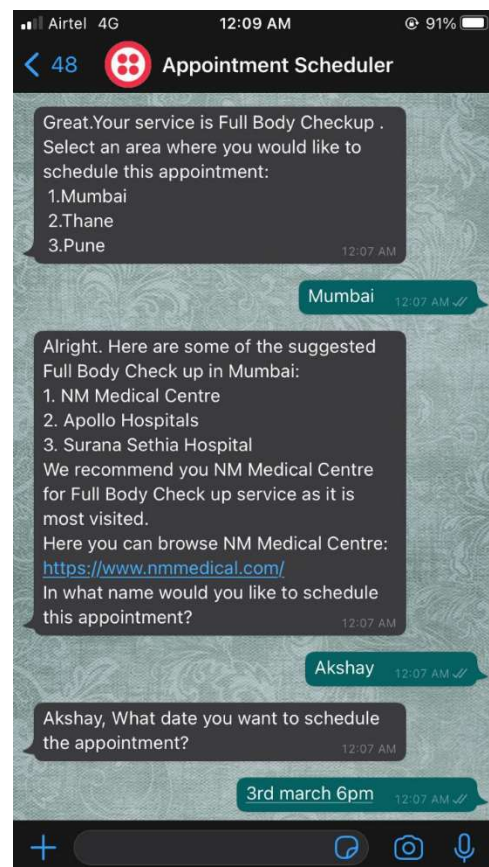 Airtel 4G 12:09 AM 91%
48 Appointment Scheduler
Great.Your service is Full Body Checkup .
Select an area where you would like to
schedule this appointment:
1.Mumbai
2.Thane
3.Pune 12:07 AM
Mumbai 12:07 AM
Alright. Here are some of the suggested
Full Body Check up in Mumbai:
1. NM Medical Centre
2. Apollo Hospitals
3. Surana Sethia Hospital
We recommend you NM Medical Centre
for Full Body Check up service as it is
most visited.
Here you can browse NM Medical Centre:
https://www.nmmedical.com/
In what name would you like to schedule
this appointment? 12:07 AM
Akshay 12:07 AM
Akshay, What date you want to schedule
the appointment? 12:07 AM
3rd march 6pm 12:07 AM